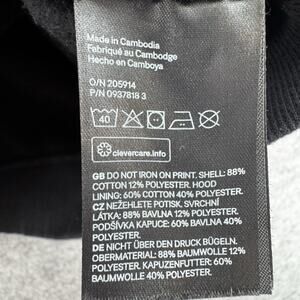 Made in Cambodia
Fabriqué au Cambodge
Hecho en Camboya
O/N 205914
P/N 0937818 3
40
clevercare.info
GB DO NOT IRON ON PRINT. SHELL: 88%
COTTON 12% POLYESTER. HOOD
LINING: 60% COTTON 40% POLYESTER.
CZ NEŽEHLETE POTISK. SVRCHNÍ
LÁTKA: 88% BAVLNA 12% POLYESTER.
PODŠÍVKA KAPUCE: 60% BAVLNA 40%
POLYESTER.
DE NICHT ÜBER DEN DRUCK BÜGELN.
OBERMATERIAL: 88% BAUMWOLLE 12%
POLYESTER. KAPUZENFUTTER: 60%
BAUMWOLLE 40% POLYESTER.